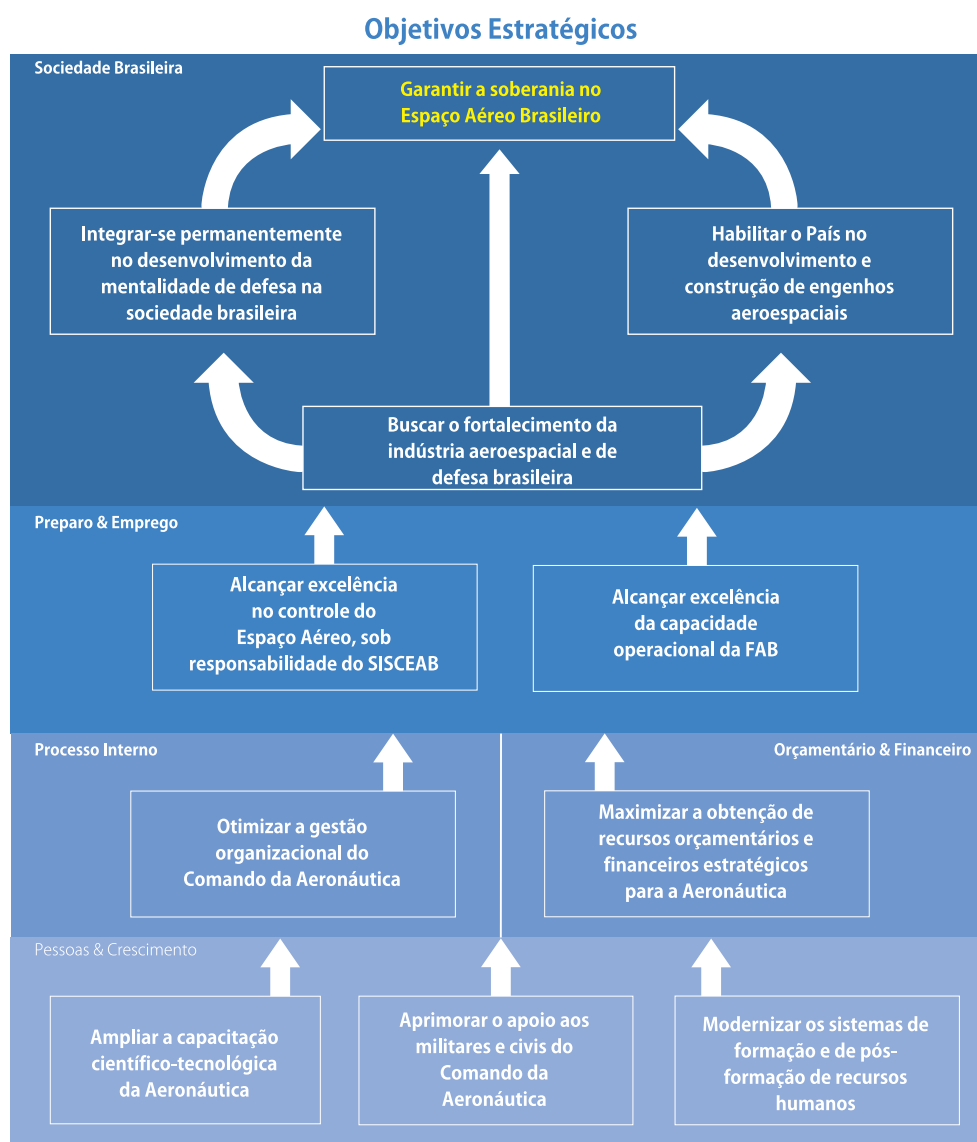 Objetivos Estratégicos
Sociedade Brasileira
Garantir a soberania no
Espaço Aéreo Brasileiro
Integrar-se permanentemente
no desenvolvimento da
mentalidade de defesa na
sociedade brasileira
Habilitar o País no
desenvolvimento e
construção de engenhos
aeroespaciais
Buscar o fortalecimento da
indústria aeroespacial e de
defesa brasileira
Preparo & Emprego
Alcançar excelência
no controle do
Espaço Aéreo, sob
responsabilidade do SISCEAB
Alcançar excelência
da capacidade
operacional da FAB
Processo Interno
Otimizar a gestão
organizacional do
Comando da Aeronáutica
Orçamentário & Financeiro
Maximizar a obtenção de
recursos orçamentários e
financeiros estratégicos
para a Aeronáutica
Pessoas & Crescimento
Ampliar a capacitação
científico-tecnológica
da Aeronáutica
Aprimorar o apoio aos
militares e civis do
Comando da
Aeronáutica
Modernizar os sistemas de
formação e de pós-
formação de recursos
humanos